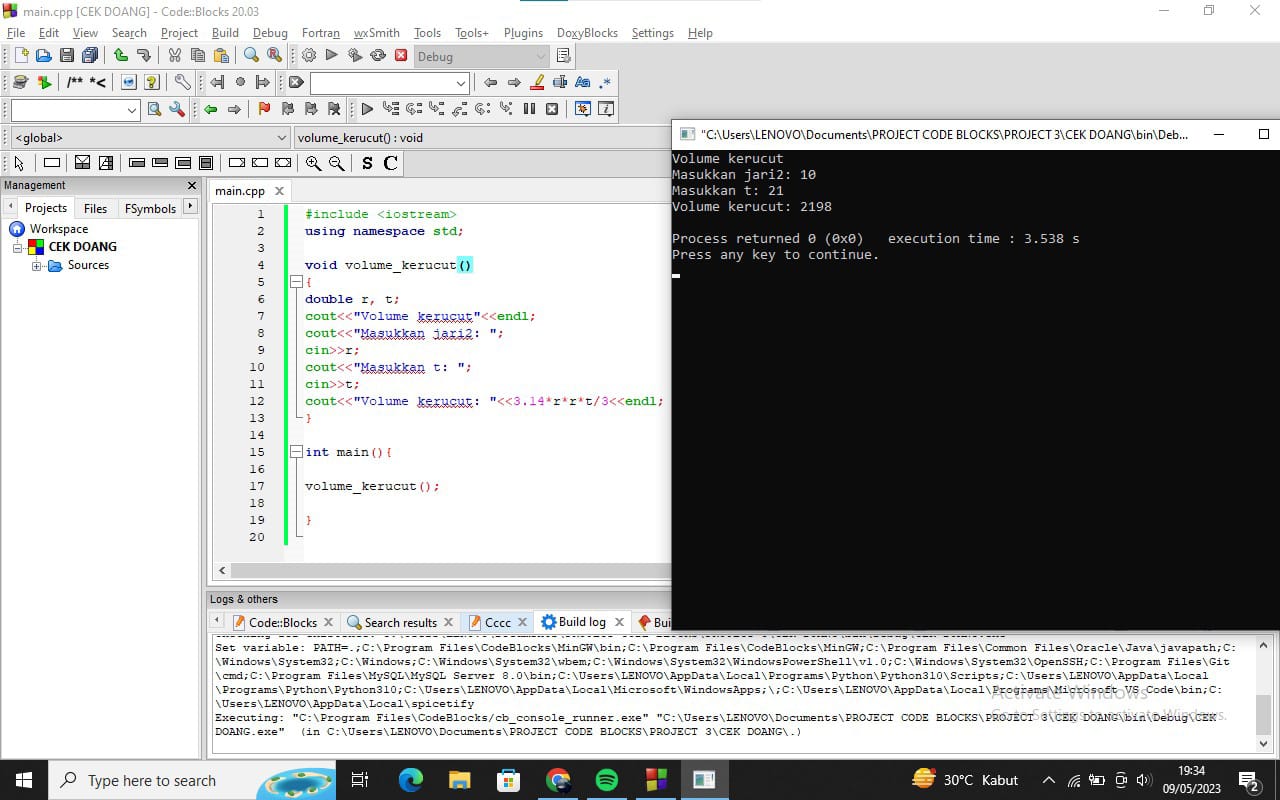 main.cpp [CEK DOANG] - Code::Blocks 20.03
File Edit View Search Project Build Debug Fortran wxSmith Tools Tools+ Plugins DoxyBlocks Settings Help
Debug
/** *<
<global>
volume_kerucut() : void
S C
Management
main.cpp
Projects Files FSymbols
Workspace
CEK DOANG
Sources
1 #include <iostream>
2 using namespace std;
3
4 void volume_kerucut()
5 {
6 double r, t;
7 cout<<"Volume kerucut"<<endl;
8 cout<<"Masukkan jari2: ";
9 cin>>r;
10 cout<<"Masukkan t: ";
11 cin>>t;
12 cout<<"Volume kerucut: "<<3.14*r*r*t/3<<endl;
13 }
14
15 int main(){
16
17 volume_kerucut();
18
19 }
20
"C:\Users\LENOVO\Documents\PROJECT CODE BLOCKS\PROJECT 3\CEK DOANG\bin\Deb...
Volume kerucut
Masukkan jari2: 10
Masukkan t: 21
Volume kerucut: 2198
Process returned 0 (0x0) execution time : 3.538 s
Press any key to continue.
Logs & others
Code::Blocks Search results Cccc Build log Bui
Set variable: PATH=.;C:\Program Files\CodeBlocks\MinGW\bin;C:\Program Files\CodeBlocks\MinGW;C:\Program Files\Common Files\Oracle\Java\javapath;C:
\Windows\System32;C:\Windows;C:\Windows\System32\wbem;C:\Windows\System32\WindowsPowerShell\v1.0;C:\Windows\System32\OpenSSH;C:\Program Files\Git
\cmd;C:\Program Files\MySQL\MySQL Server 8.0\bin;C:\Users\LENOVO\AppData\Local\Programs\Python\Python310\Scripts;C:\Users\LENOVO\AppData\Local
\Programs\Python\Python310;C:\Users\LENOVO\AppData\Local\Microsoft\WindowsApps;\;C:\Users\LENOVO\AppData\Local\Programs\Microsoft VS Code\bin;C:
\Users\LENOVO\AppData\Local\spicetify
Executing: "C:\Program Files\CodeBlocks/cb_console_runner.exe" "C:\Users\LENOVO\Documents\PROJECT CODE BLOCKS\PROJECT 3\CEK DOANG\bin\Debug\CEK
DOANG.exe" (in C:\Users\LENOVO\Documents\PROJECT CODE BLOCKS\PROJECT 3\CEK DOANG\.)
Activate Windows
Go to Settings to activate Windows.
Type here to search
30°C Kabut
19:34
09/05/2023
2